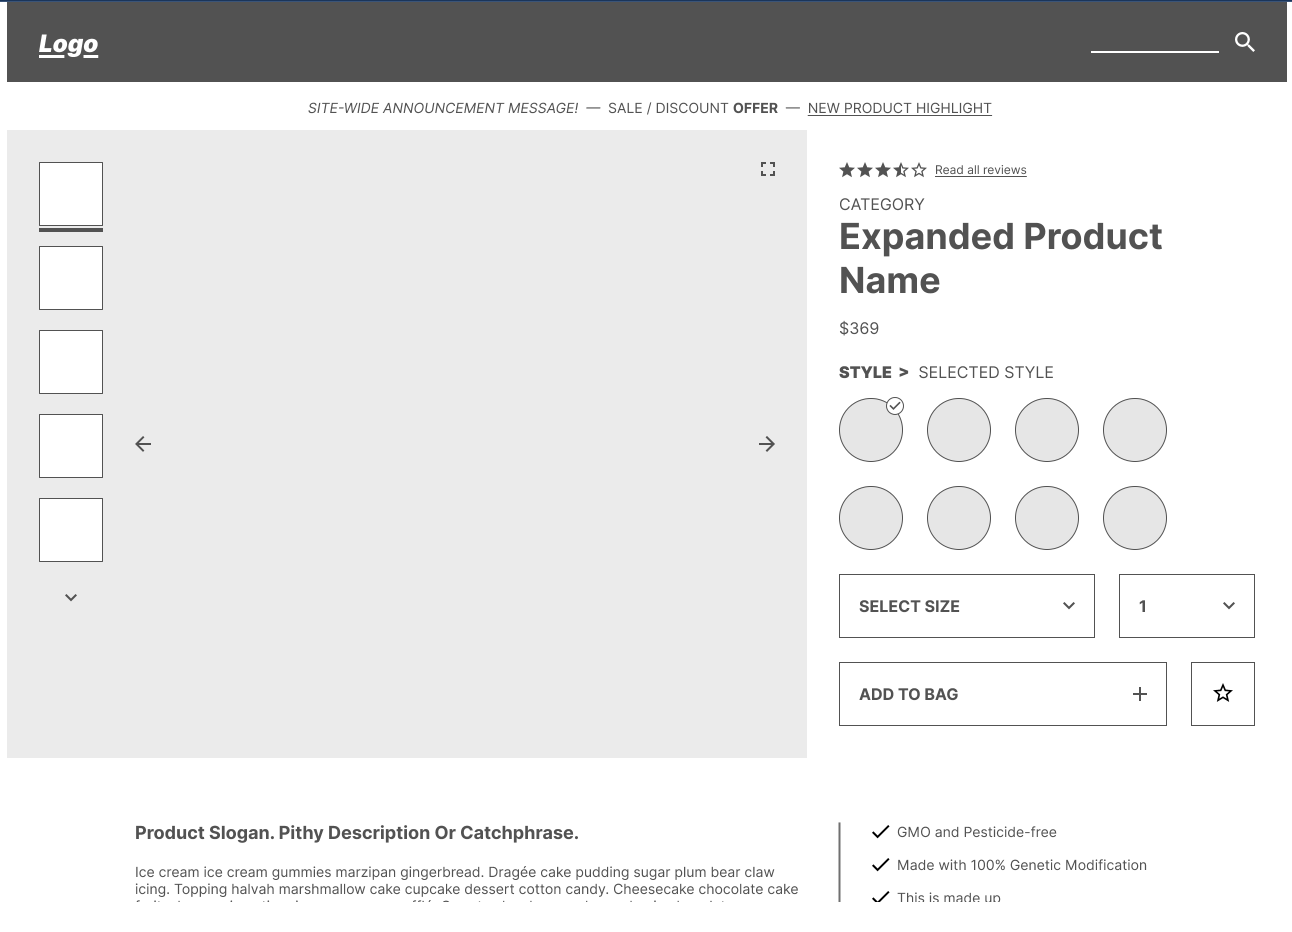 Logo
SITE-WIDE ANNOUNCEMENT MESSAGE! — SALE / DISCOUNT OFFER — NEW PRODUCT HIGHLIGHT
Read all reviews
CATEGORY
Expanded Product
Name
$369
STYLE > SELECTED STYLE
SELECT SIZE
1
ADD TO BAG
Product Slogan. Pithy Description Or Catchphrase.
Ice cream ice cream gummies marzipan gingerbread. Dragée cake pudding sugar plum bear claw
icing. Topping halvah marshmallow cake cupcake dessert cotton candy. Cheesecake chocolate cake
GMO and Pesticide-free
Made with 100% Genetic Modification
This is made up